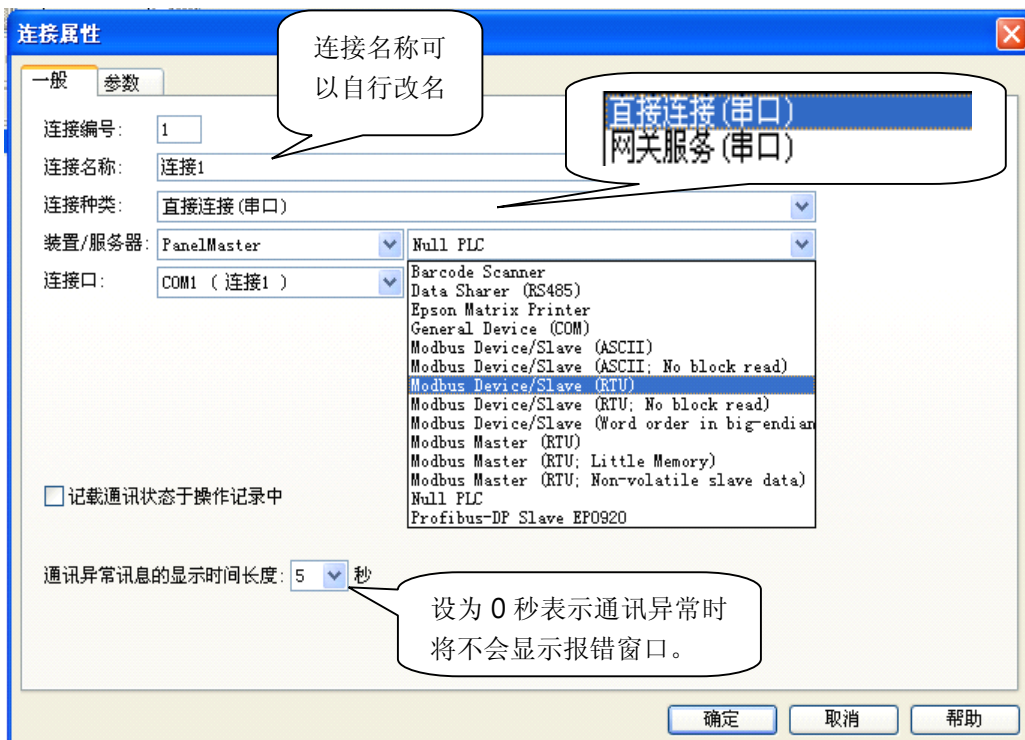 连接属性
连接名称可
以自行改名
一般
参数
直接连接(串口)
网关服务(串口)
连接编号:
1
连接名称:
连接1
连接种类:
直接连接(串口)
装置/服务器:
PanelMaster
Null PLC
连接口:
COM1 (连接1 )
Barcode Scanner
Data Sharer (RS485)
Epson Matrix Printer
General Device (COM)
Modbus Device/Slave (ASCII)
Modbus Device/Slave (ASCII; No block read)
Modbus Device/Slave (RTU)
Modbus Device/Slave (RTU; No block read)
Modbus Device/Slave (Word order in big-endian
Modbus Master (RTU)
Modbus Master (RTU; Little Memory)
Modbus Master (RTU; Non-volatile slave data)
Null PLC
Profibus-DP Slave EP0920
记载通讯状态于操作记录中
通讯异常讯息的显示时间长度: 5 秒
设为 0 秒表示通讯异常时
将不会显示报错窗口。
确定
取消
帮助